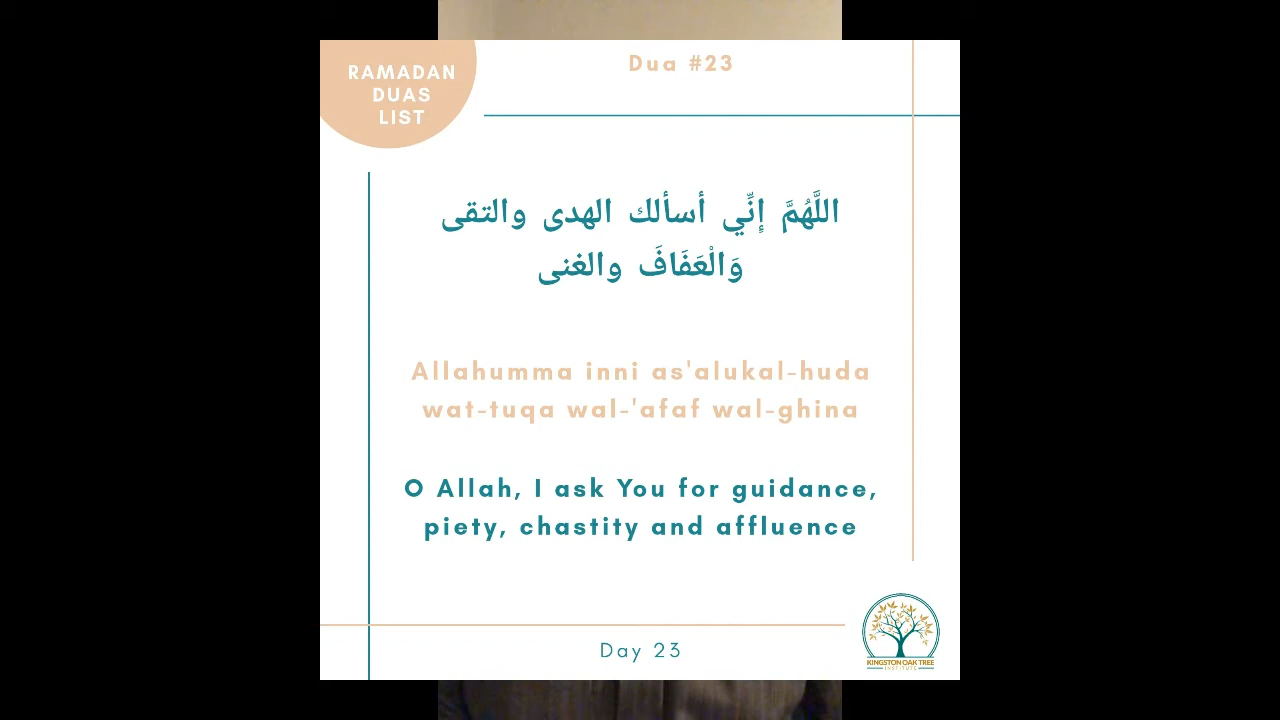 RAMADAN
DUAS
LIST
Dua #23
اللَّهُمَّ إِنِّي أسألك الهدى والتقى
وَالْعَفَافَ والغنى
Allahumma inni as'alukal-huda
wat-tuqa wal-'afaf wal-ghina
O Allah, I ask You for guidance,
piety, chastity and affluence
Day 23
KINGSTON OAK TREE
INSTITUTE